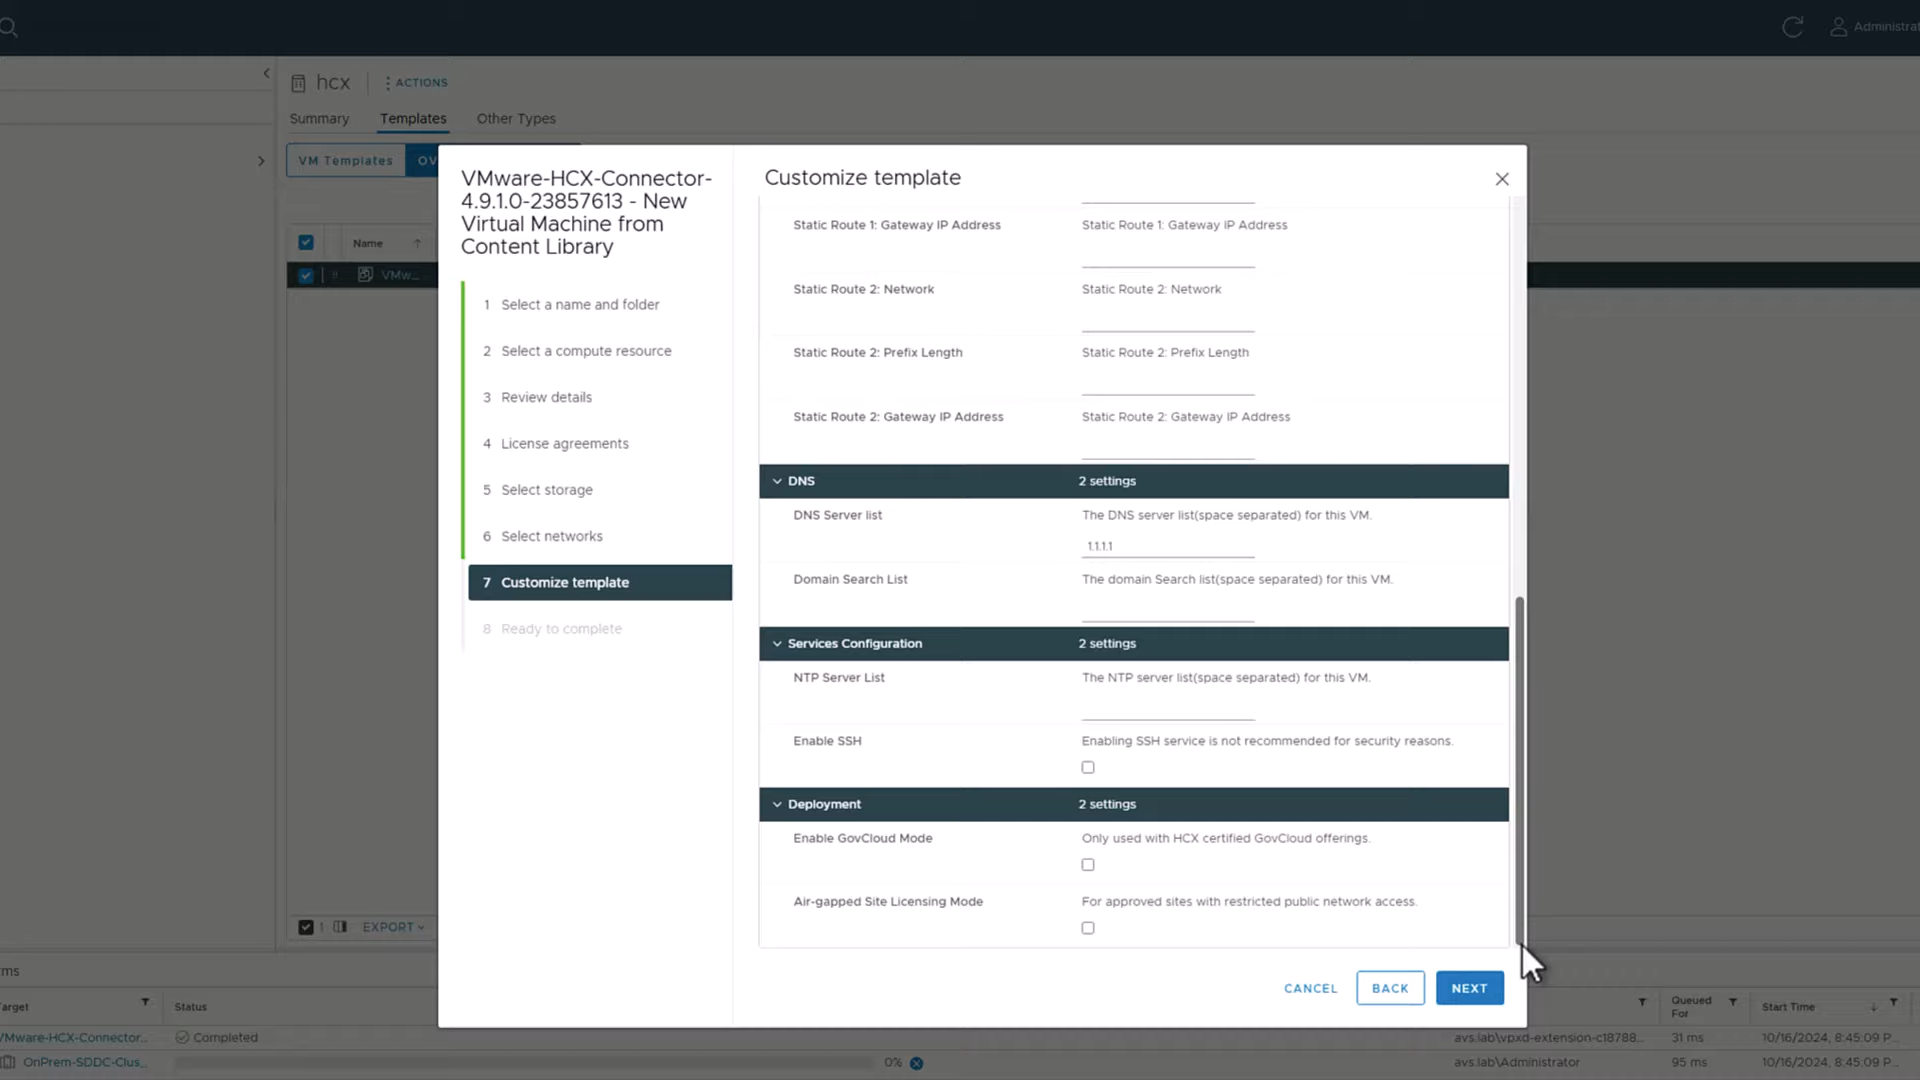 Administra
hcx
ACTIONS
Summary
Templates
Other Types
VM Templates
OV
Name
VMw...
1
EXPORT
VMware-HCX-Connector-
4.9.1.0-23857613 - New
Virtual Machine from
Content Library
1 Select a name and folder
2 Select a compute resource
3 Review details
4 License agreements
5 Select storage
6 Select networks
7 Customize template
8 Ready to complete
Customize template
Static Route 1: Gateway IP Address
Static Route 1: Gateway IP Address
Static Route 2: Network
Static Route 2: Network
Static Route 2: Prefix Length
Static Route 2: Prefix Length
Static Route 2: Gateway IP Address
Static Route 2: Gateway IP Address
DNS
2 settings
DNS Server list
The DNS server list(space separated) for this VM.
1.1.1.1
Domain Search List
The domain Search list(space separated) for this VM.
Services Configuration
2 settings
NTP Server List
The NTP server list(space separated) for this VM.
Enable SSH
Enabling SSH service is not recommended for security reasons.
Deployment
2 settings
Enable GovCloud Mode
Only used with HCX certified GovCloud offerings.
Air-gapped Site Licensing Mode
For approved sites with restricted public network access.
CANCEL
BACK
NEXT
rms
Target
Status
Queued
For
Start Time
VMware-HCX-Connector...
Completed
avs.lab\vpxd-extension-c18788...
31 ms
10/16/2024, 8:45:09 P...
OnPrem-SDDC-Clus...
0%
avs.lab\Administrator
95 ms
10/16/2024, 8:45:09 P...